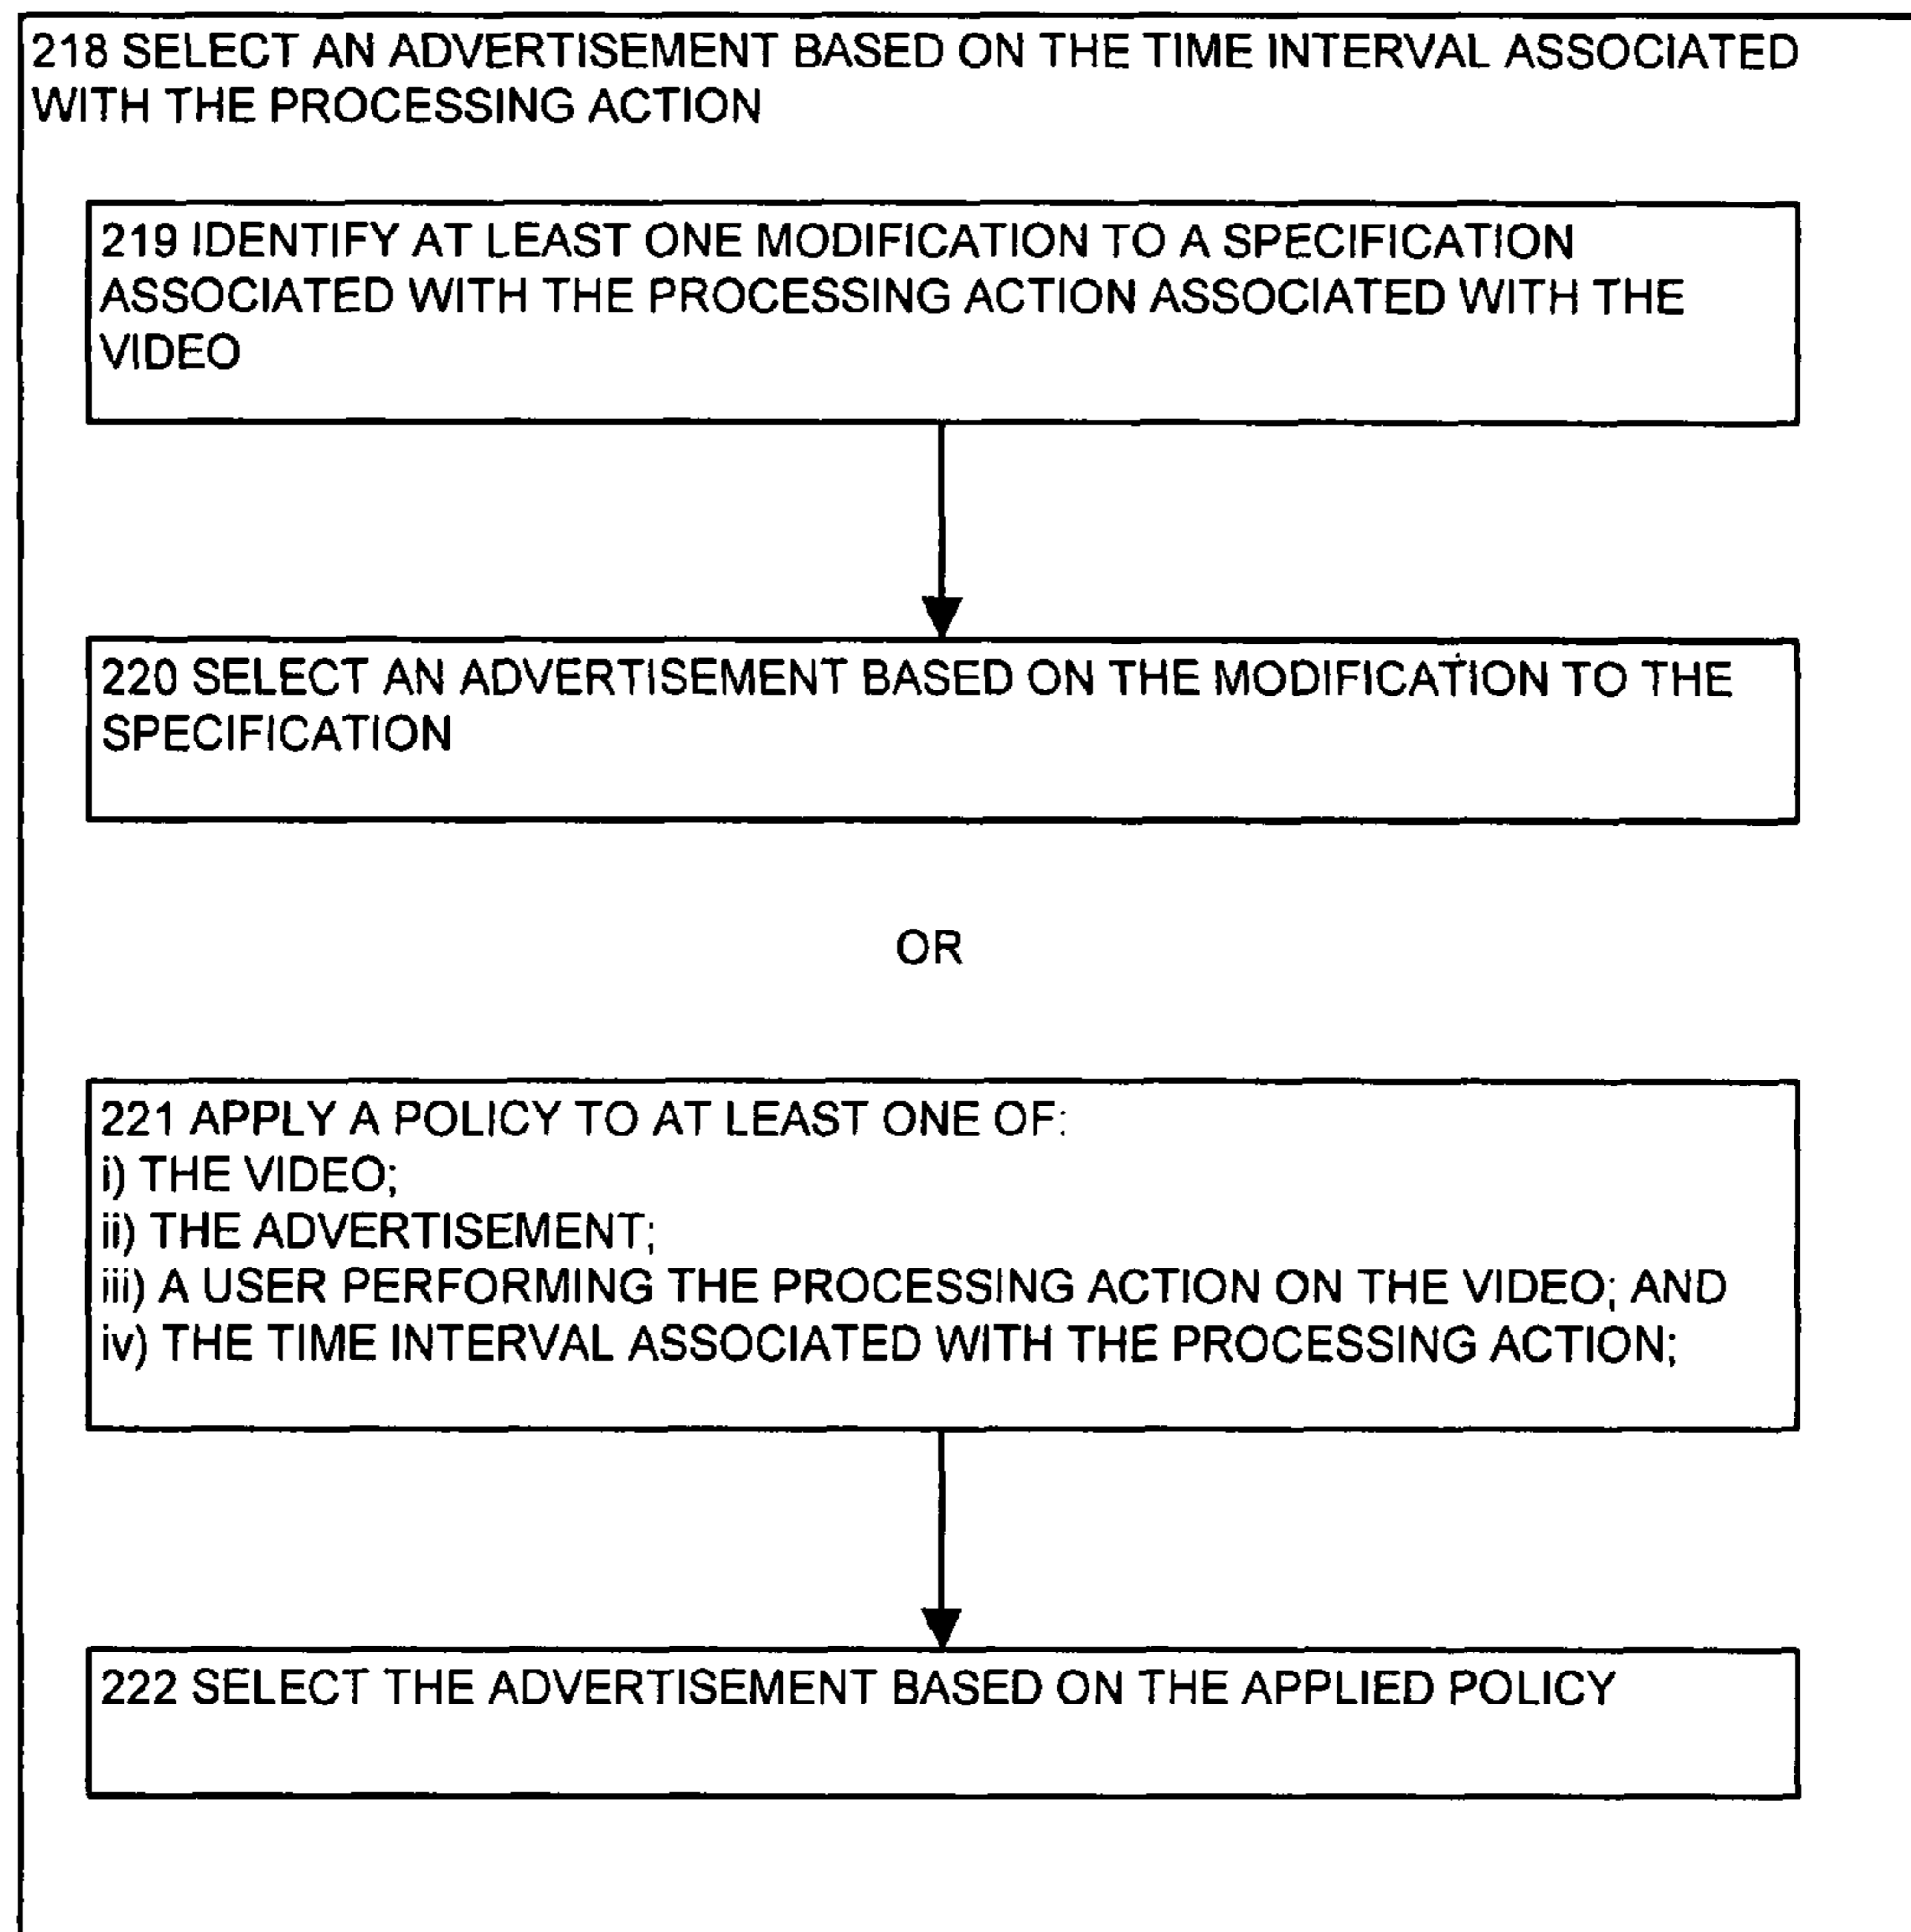 218 SELECT AN ADVERTISEMENT BASED ON THE TIME INTERVAL ASSOCIATED
WITH THE PROCESSING ACTION
219 IDENTIFY AT LEAST ONE MODIFICATION TO A SPECIFICATION
ASSOCIATED WITH THE PROCESSING ACTION ASSOCIATED WITH THE
VIDEO
220 SELECT AN ADVERTISEMENT BASED ON THE MODIFICATION TO THE
SPECIFICATION
OR
221 APPLY A POLICY TO AT LEAST ONE OF:
i) THE VIDEO;
ii) THE ADVERTISEMENT;
iii) A USER PERFORMING THE PROCESSING ACTION ON THE VIDEO; AND
iv) THE TIME INTERVAL ASSOCIATED WITH THE PROCESSING ACTION;
222 SELECT THE ADVERTISEMENT BASED ON THE APPLIED POLICY